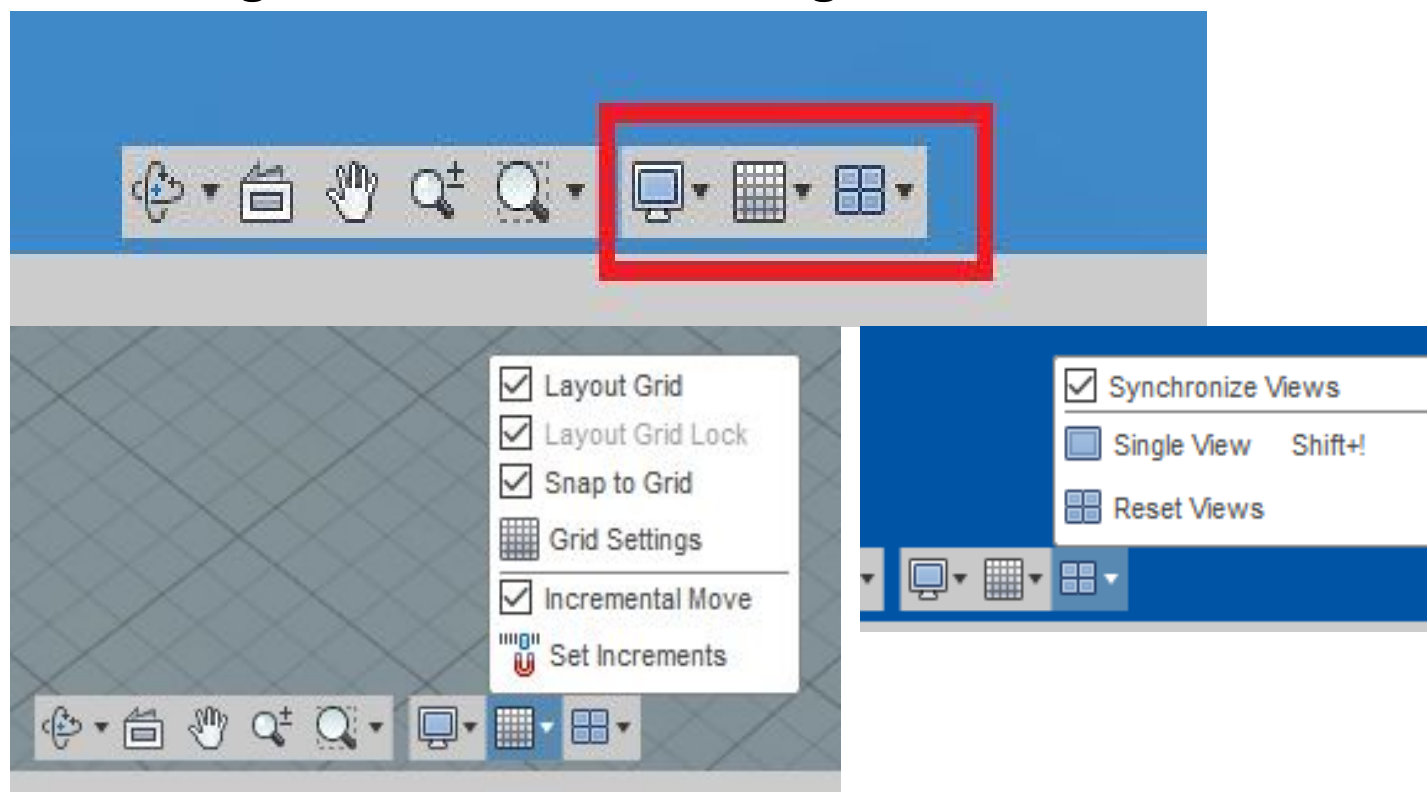 Layout Grid
Layout Grid Lock
Snap to Grid
Grid Settings
Incremental Move
Set Increments
Synchronize Views
Single View Shift+!
Reset Views